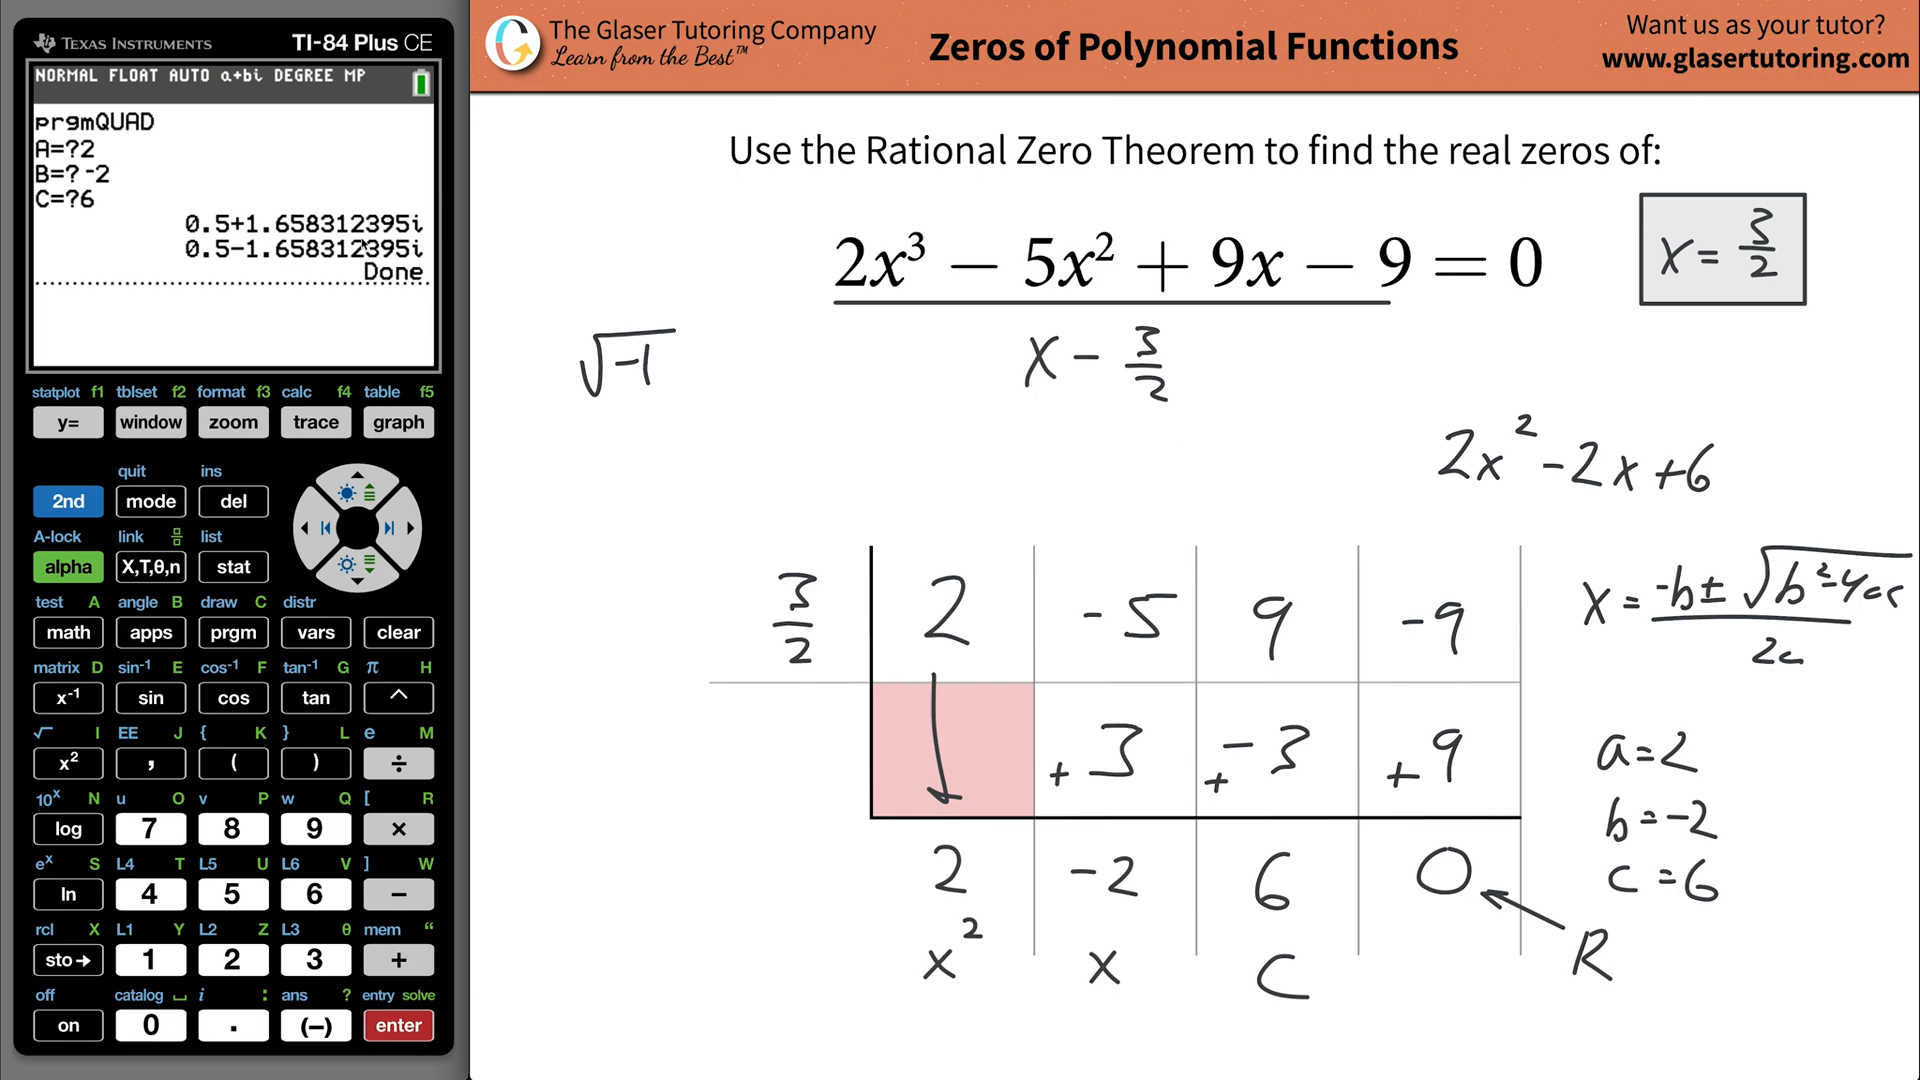 TEXAS INSTRUMENTS TI-84 Plus CE
NORMAL FLOAT AUTO a+bi DEGREE MP
prgmQUAD
A=?2
B=?-2
C=?6
0.5+1.658312395i
0.5-1.658312395i
Done
statplot f1 tblset f2 format f3 calc f4 table f5
y= window zoom trace graph
quit ins
2nd mode del
A-lock link list
alpha X,T,θ,n stat
test A angle B draw C distr
math apps prgm vars clear
matrix D sin⁻¹ E cos⁻¹ F tan⁻¹ G π H
x⁻¹ sin cos tan ^
√ I EE J { K } L e M
x² , ( ) ÷
10ˣ N u O v P w Q [ R
log 7 8 9 ×
eˣ S L4 T L5 U L6 V ] W
ln 4 5 6 −
rcl X L1 Y L2 Z L3 θ mem “
sto→ 1 2 3 +
off catalog ⎵ i : ans ? entry solve
on 0 . (−) enter
The Glaser Tutoring Company
Learn from the Best™
Zeros of Polynomial Functions
Want us as your tutor?
www.glasertutoring.com
Use the Rational Zero Theorem to find the real zeros of:
2x³ − 5x² + 9x − 9 = 0
x = 3/2
√-1
x - 3/2
2x² -2x+6
3/2 2 -5 9 -9
+3 + -3 +9
2 -2 6 0
x² x C
R
x = -b± √b²-4ac / 2a
a=2
b=-2
c=6